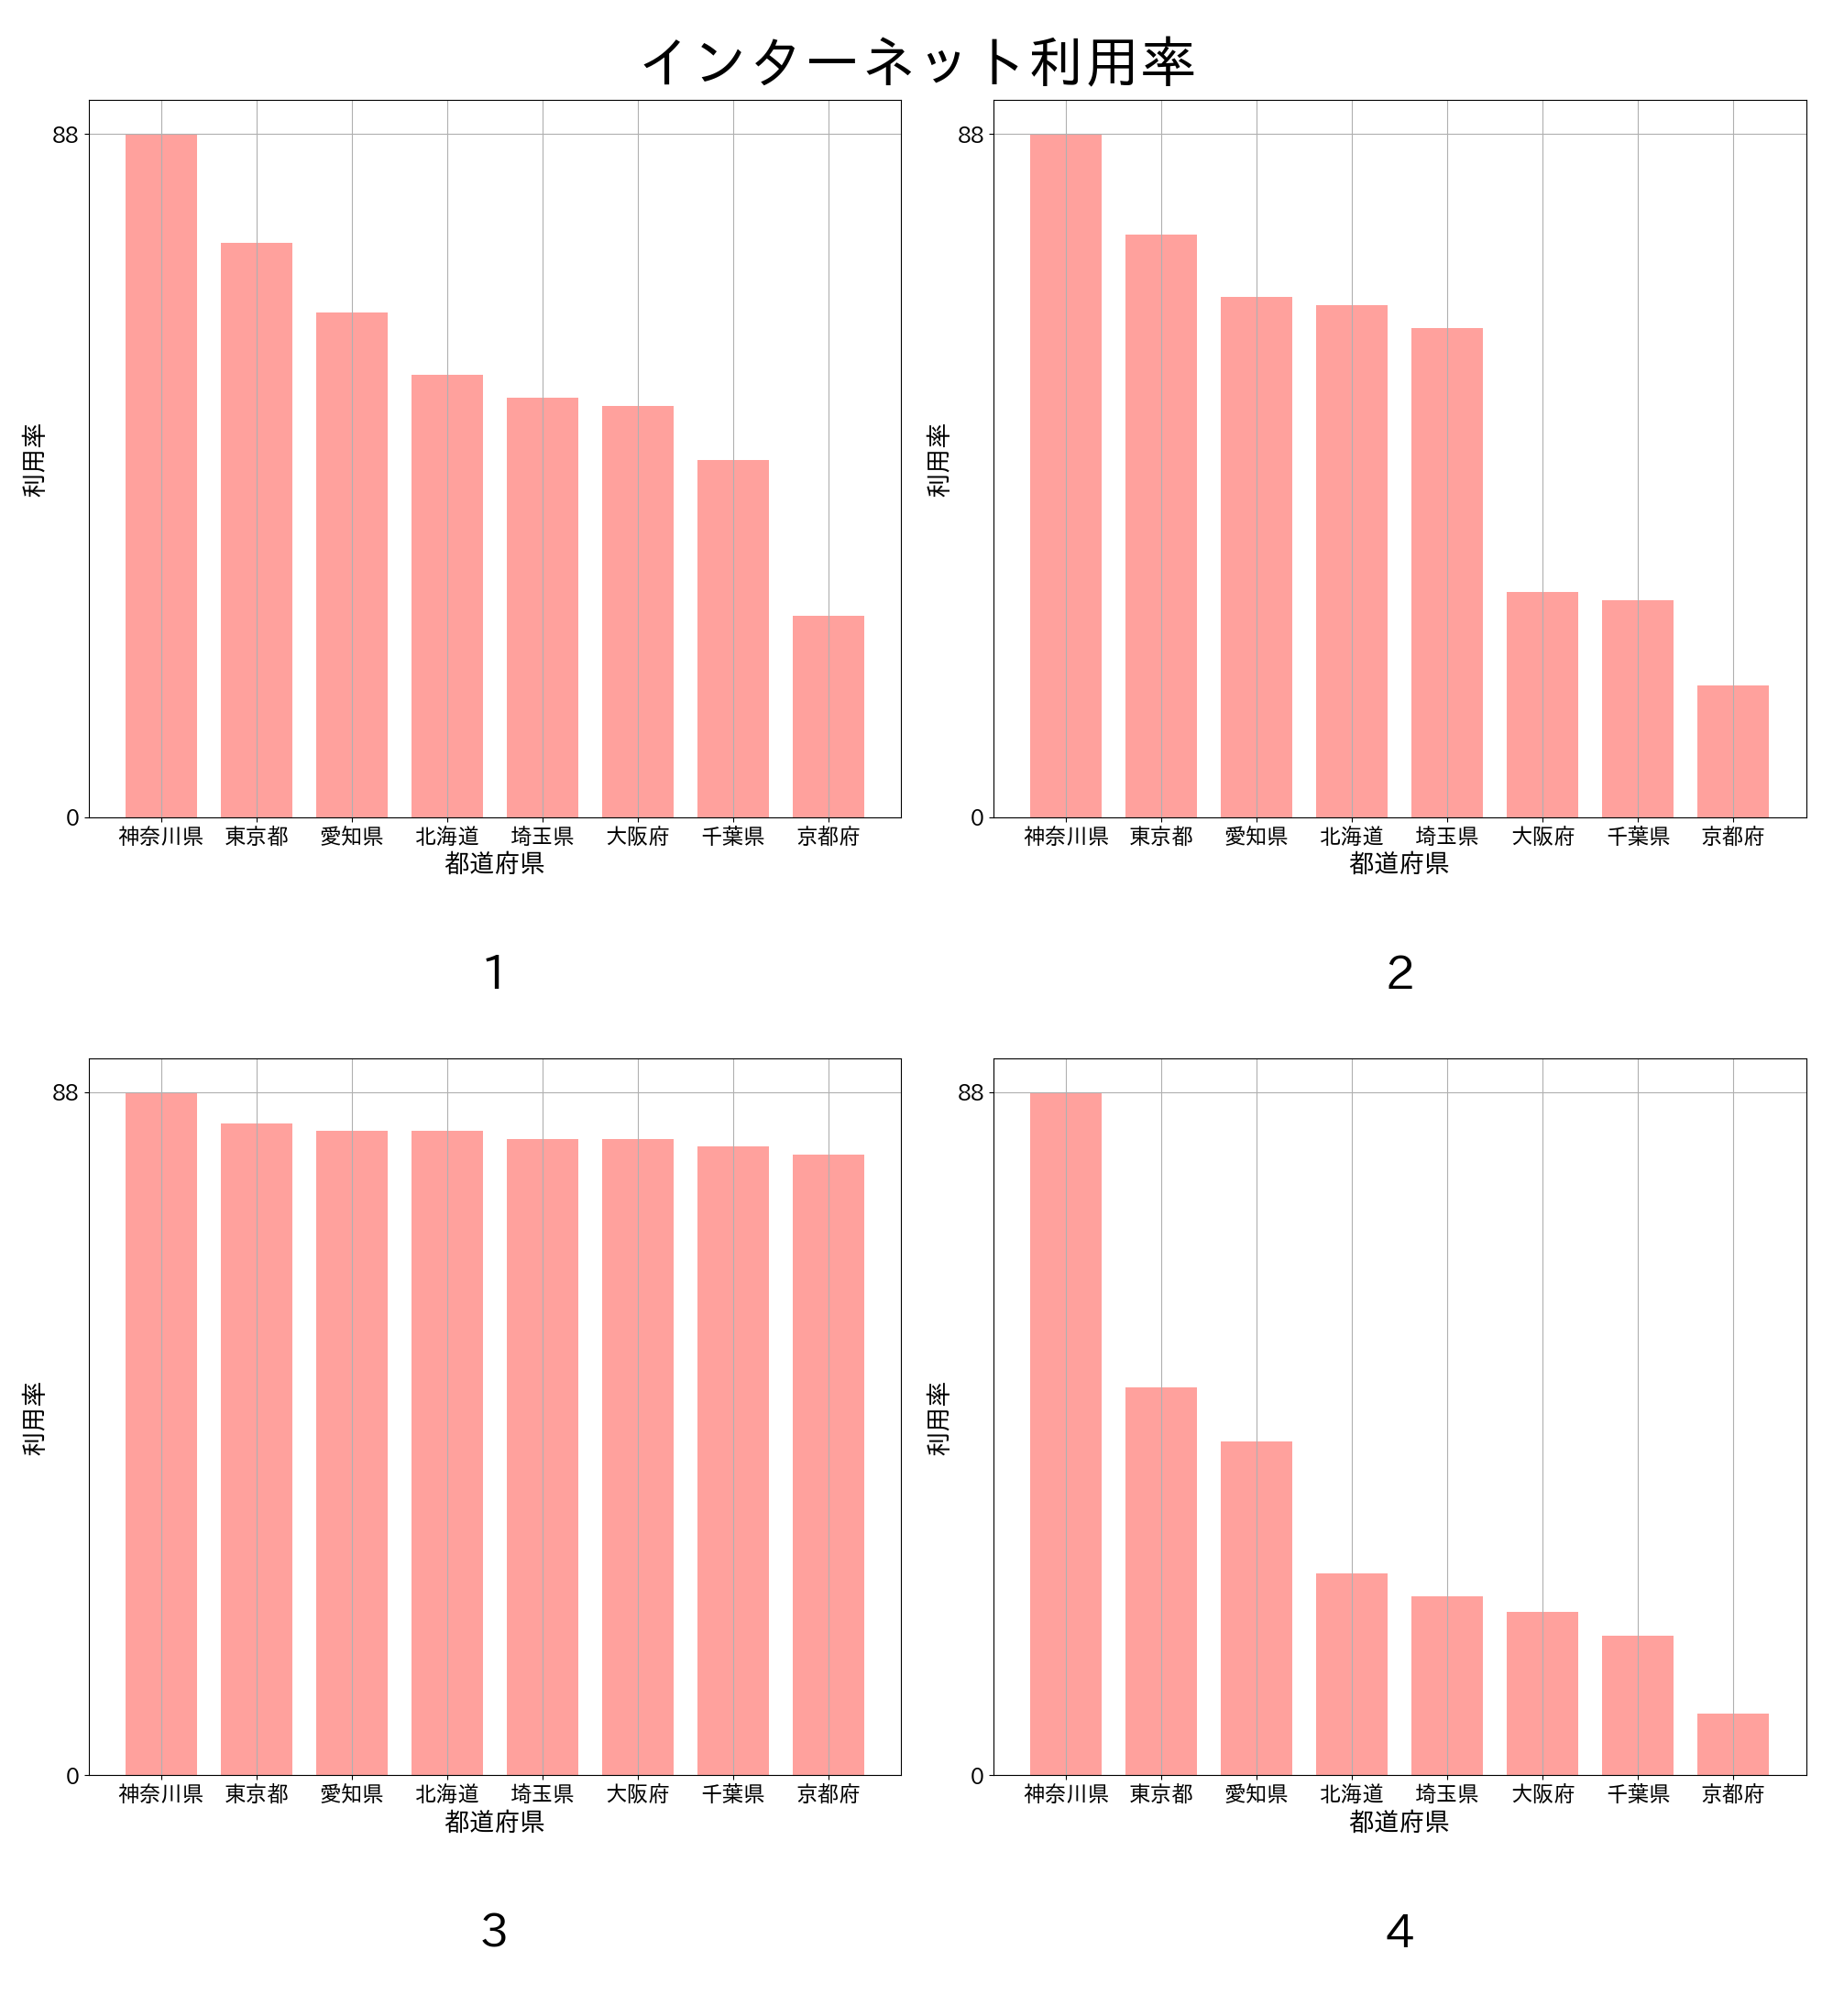 インターネット利用率
88
0
利用率
神奈川県 東京都 愛知県 北海道 埼玉県 大阪府 千葉県 京都府
都道府県
1
88
0
利用率
神奈川県 東京都 愛知県 北海道 埼玉県 大阪府 千葉県 京都府
都道府県
2
88
0
利用率
神奈川県 東京都 愛知県 北海道 埼玉県 大阪府 千葉県 京都府
都道府県
3
88
0
利用率
神奈川県 東京都 愛知県 北海道 埼玉県 大阪府 千葉県 京都府
都道府県
4